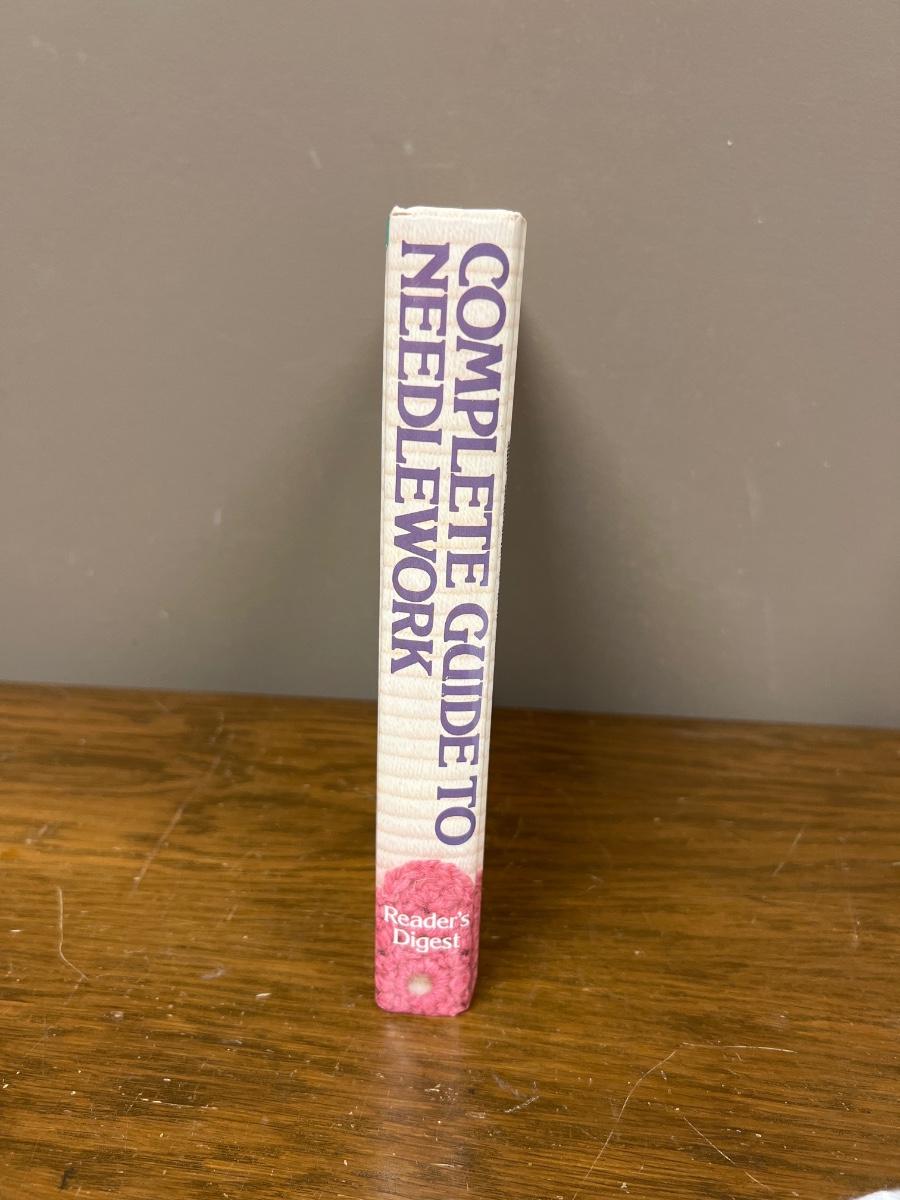 COMPLETE GUIDE TO
NEEDLEWORK
Reader's
Digest